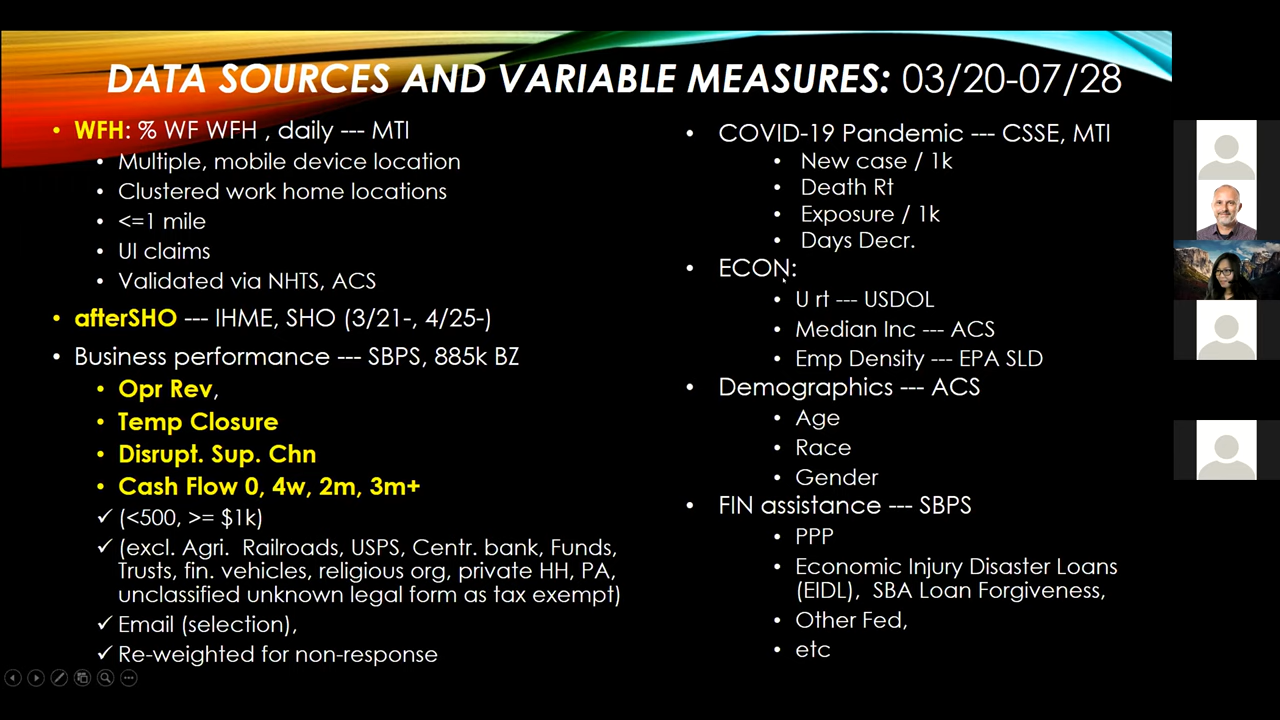 DATA SOURCES AND VARIABLE MEASURES: 03/20-07/28
WFH: % WF WFH , daily --- MTI
Multiple, mobile device location
Clustered work home locations
<=1 mile
UI claims
Validated via NHTS, ACS
afterSHO --- IHME, SHO (3/21-, 4/25-)
Business performance --- SBPS, 885k BZ
Opr Rev,
Temp Closure
Disrupt. Sup. Chn
Cash Flow 0, 4w, 2m, 3m+
(<500, >= $1k)
(excl. Agri. Railroads, USPS, Centr. bank, Funds,
Trusts, fin. vehicles, religious org, private HH, PA,
unclassified unknown legal form as tax exempt)
Email (selection),
Re-weighted for non-response
COVID-19 Pandemic --- CSSE, MTI
New case / 1k
Death Rt
Exposure / 1k
Days Decr.
ECON:
U rt --- USDOL
Median Inc --- ACS
Emp Density --- EPA SLD
Demographics --- ACS
Age
Race
Gender
FIN assistance --- SBPS
PPP
Economic Injury Disaster Loans
(EIDL), SBA Loan Forgiveness,
Other Fed,
etc